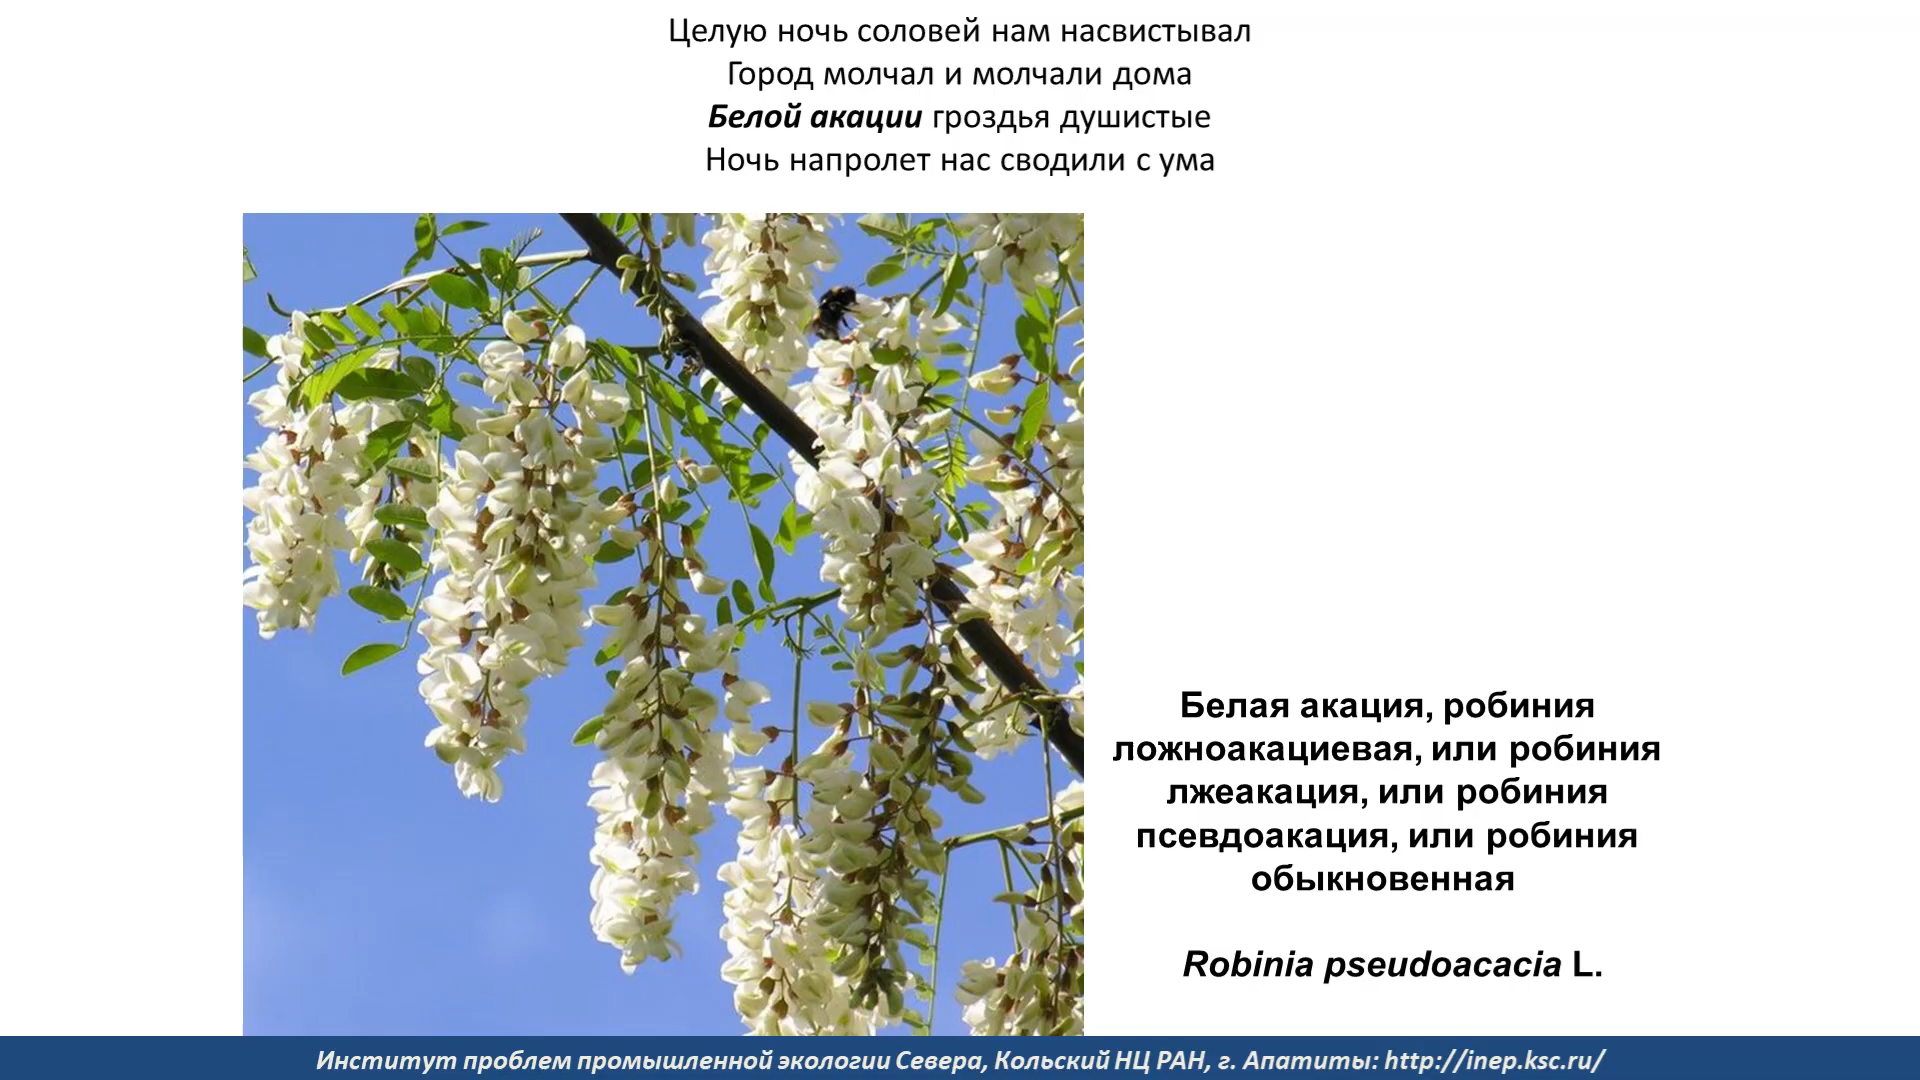 Целую ночь соловей нам насвистывал
Город молчал и молчали дома
Белой акации гроздья душистые
Ночь напролет нас сводили с ума
Белая акация, робиния
ложноакациевая, или робиния
лжеакация, или робиния
псевдоакация, или робиния
обыкновенная
Robinia pseudoacacia L.
Институт проблем промышленной экологии Севера, Кольский НЦ РАН, г. Апатиты: http://inep.ksc.ru/